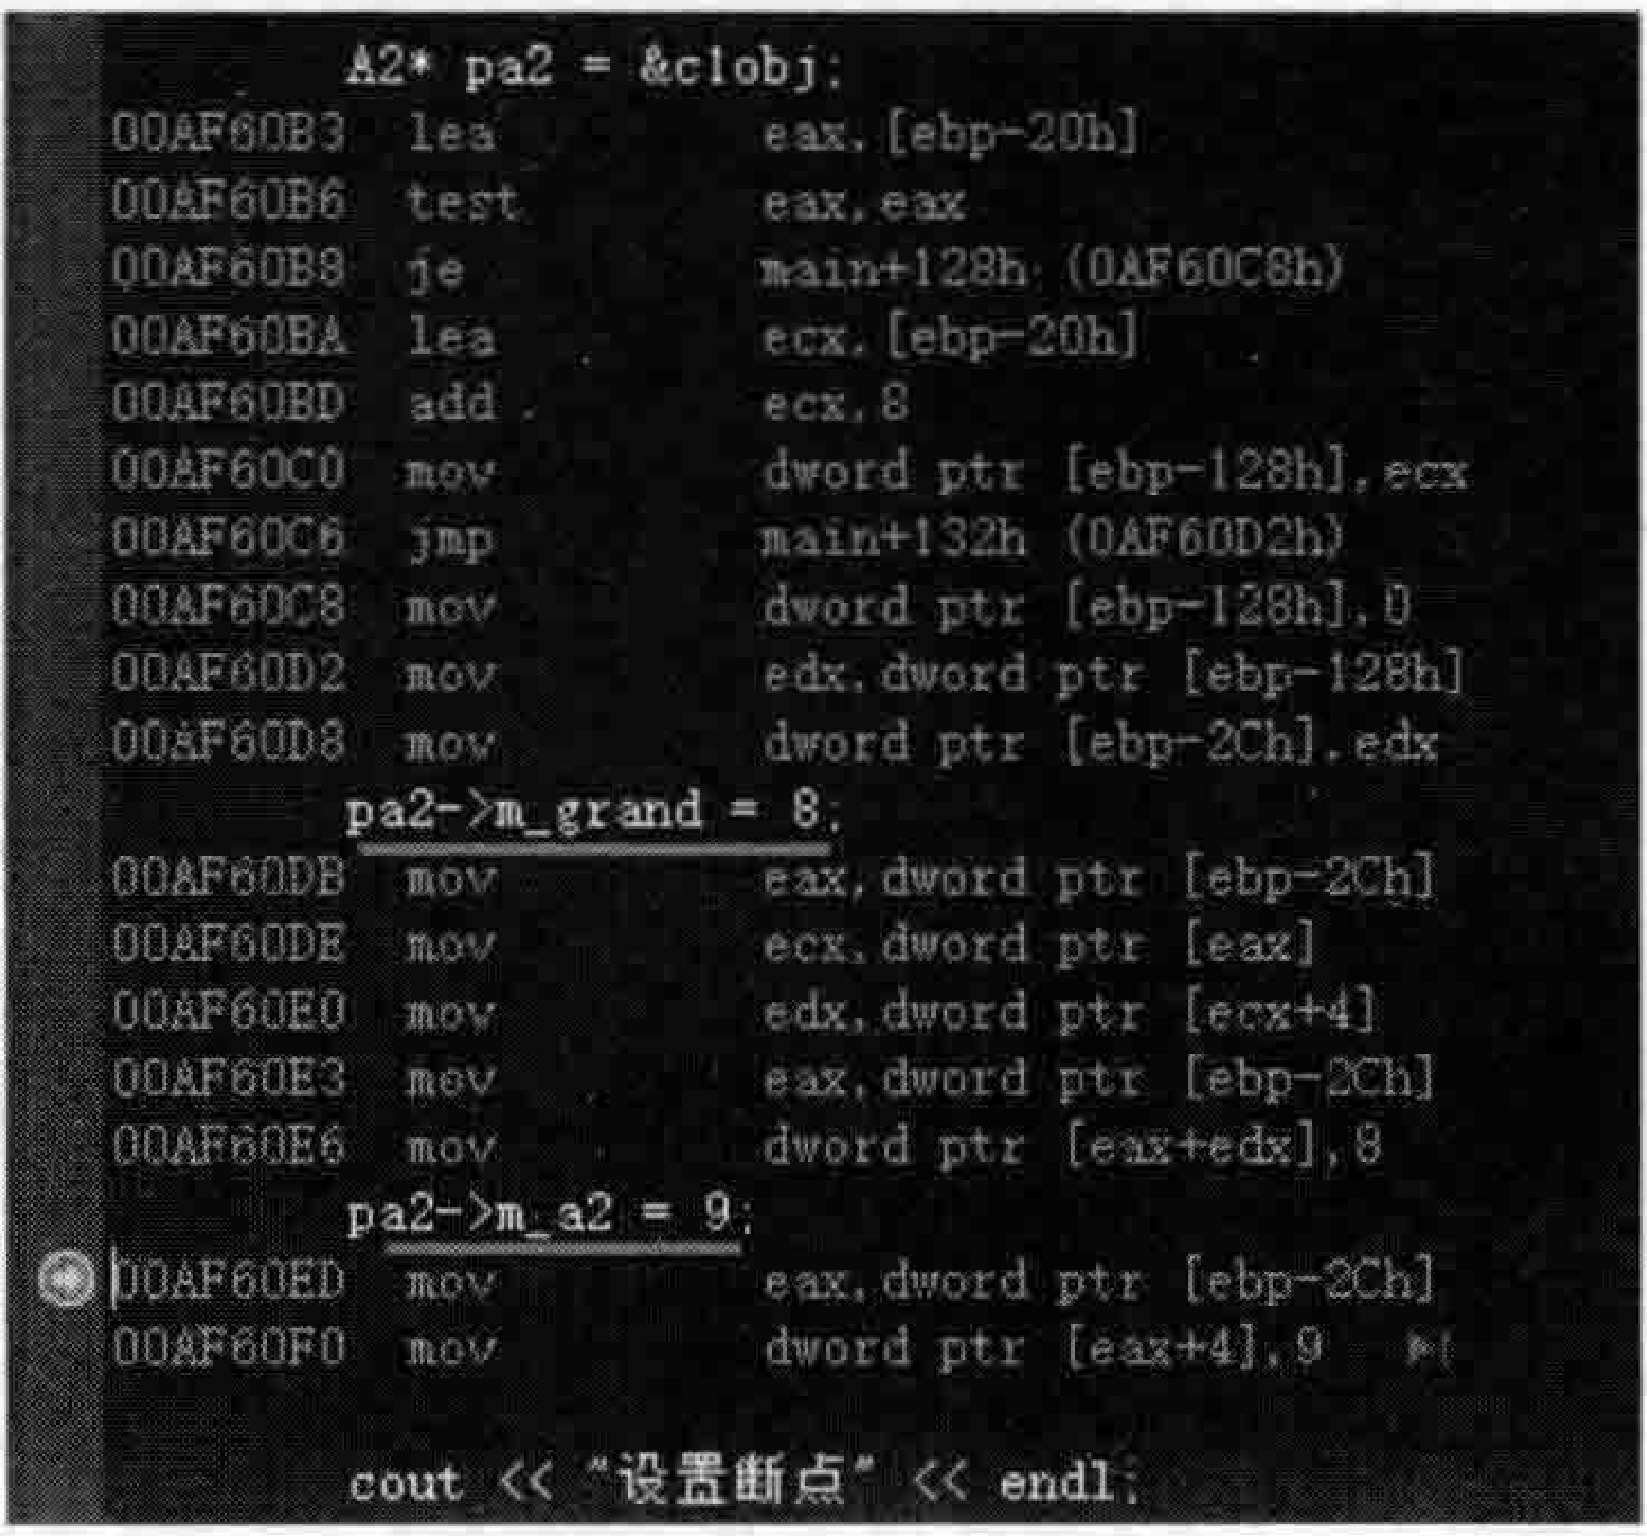 A2* pa2 = &c1obj;
00AF60B3 lea eax,[ebp-20h]
00AF60B6 test eax,eax
00AF60B8 je main+128h (0AF60C8h)
00AF60BA lea ecx,[ebp-20h]
00AF60BD add ecx,8
00AF60C0 mov dword ptr [ebp-128h],ecx
00AF60C6 jmp main+132h (0AF60D2h)
00AF60C8 mov dword ptr [ebp-128h],0
00AF60D2 mov edx,dword ptr [ebp-128h]
00AF60D8 mov dword ptr [ebp-2Ch],edx
pa2->m_grand = 8;
00AF60DB mov eax,dword ptr [ebp-2Ch]
00AF60DE mov ecx,dword ptr [eax]
00AF60E0 mov edx,dword ptr [ecx+4]
00AF60E3 mov eax,dword ptr [ebp-2Ch]
00AF60E6 mov dword ptr [eax+edx],8
pa2->m_a2 = 9;
00AF60ED mov eax,dword ptr [ebp-2Ch]
00AF60F0 mov dword ptr [eax+4],9
cout << "设置断点" << endl;